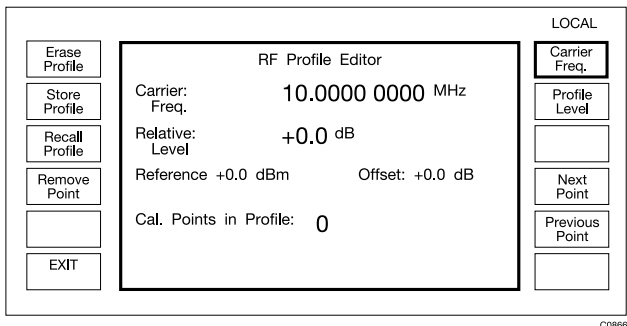 LOCAL
Erase
Profile
Store
Profile
Recall
Profile
Remove
Point
EXIT
RF Profile Editor
Carrier:
Freq.
10.0000 0000 MHz
Relative:
Level
+0.0 dB
Reference +0.0 dBm Offset: +0.0 dB
Cal. Points in Profile: 0
Carrier
Freq.
Profile
Level
Next
Point
Previous
Point
C0866